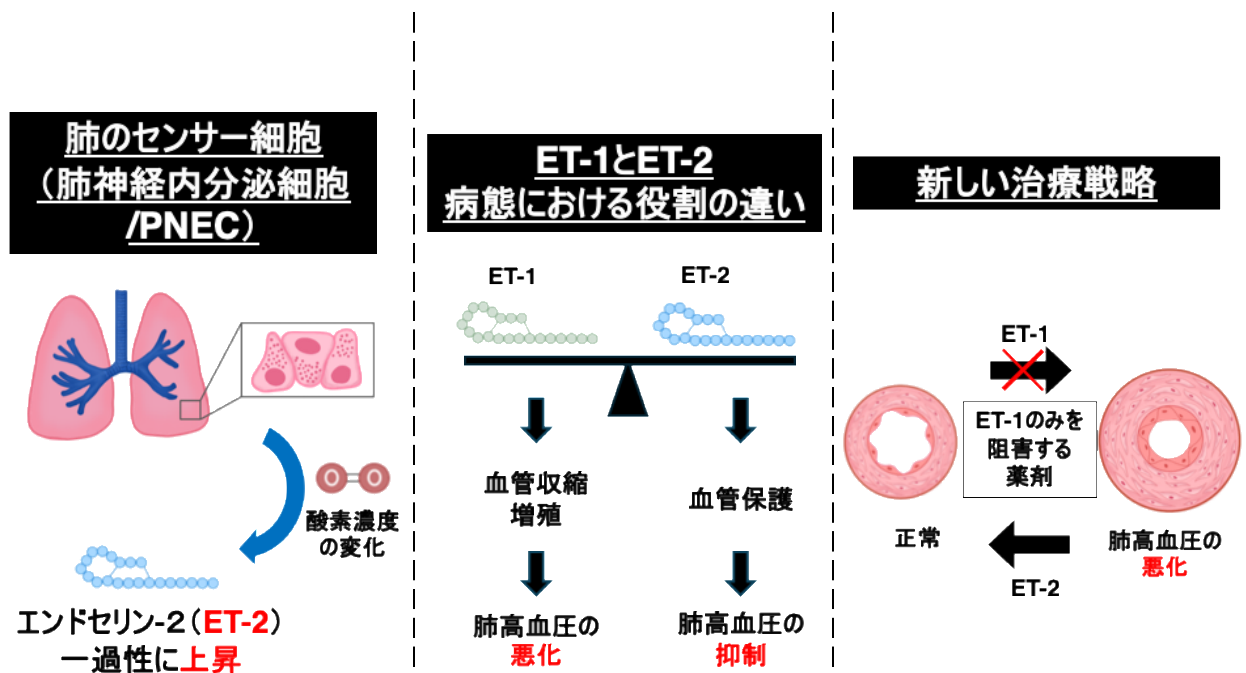 肺のセンサー細胞
（肺神経内分泌細胞
/PNEC）
O O
酸素濃度
の変化
エンドセリン-２（ET-2）
一過性に上昇
ET-1とET-2
病態における役割の違い
ET-1
ET-2
血管収縮
増殖
肺高血圧の
悪化
血管保護
肺高血圧の
抑制
新しい治療戦略
ET-1
ET-1のみを
阻害する
薬剤
正常
ET-2
肺高血圧の
悪化